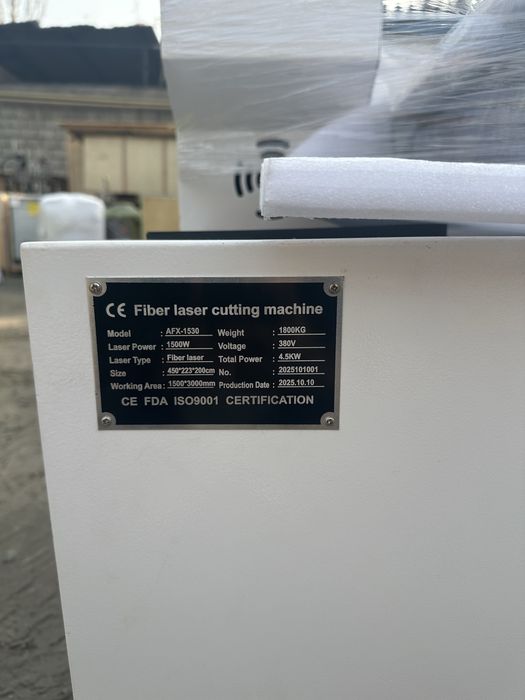 CE Fiber laser cutting machine
Model : AFX-1530 Weight : 1800KG
Laser Power : 1500W Voltage : 380V
Laser Type : Fiber laser Total Power : 4.5KW
Size : 450*223*200cm No. : 2025101001
Working Area : 1500*3000mm Production Date : 2025.10.10
CE FDA ISO9001 CERTIFICATION